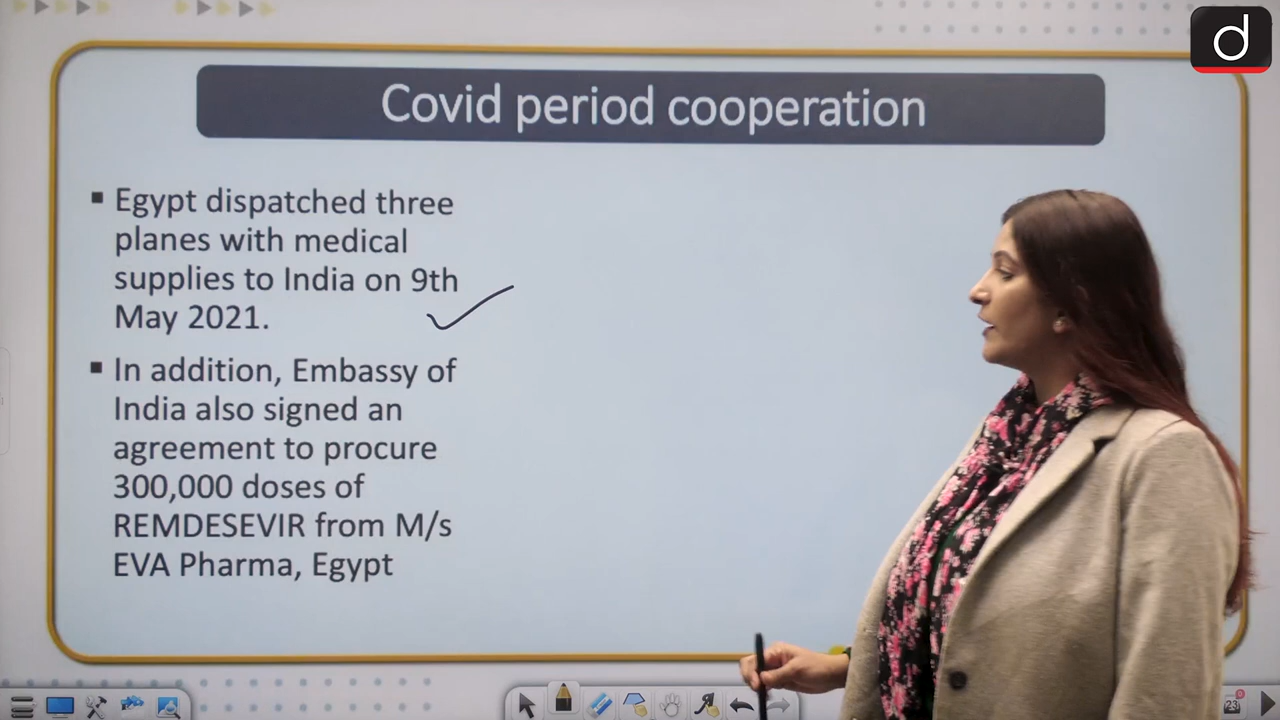 d
Covid period cooperation
▪ Egypt dispatched three
planes with medical
supplies to India on 9th
May 2021.
▪ In addition, Embassy of
India also signed an
agreement to procure
300,000 doses of
REMDESEVIR from M/s
EVA Pharma, Egypt
23